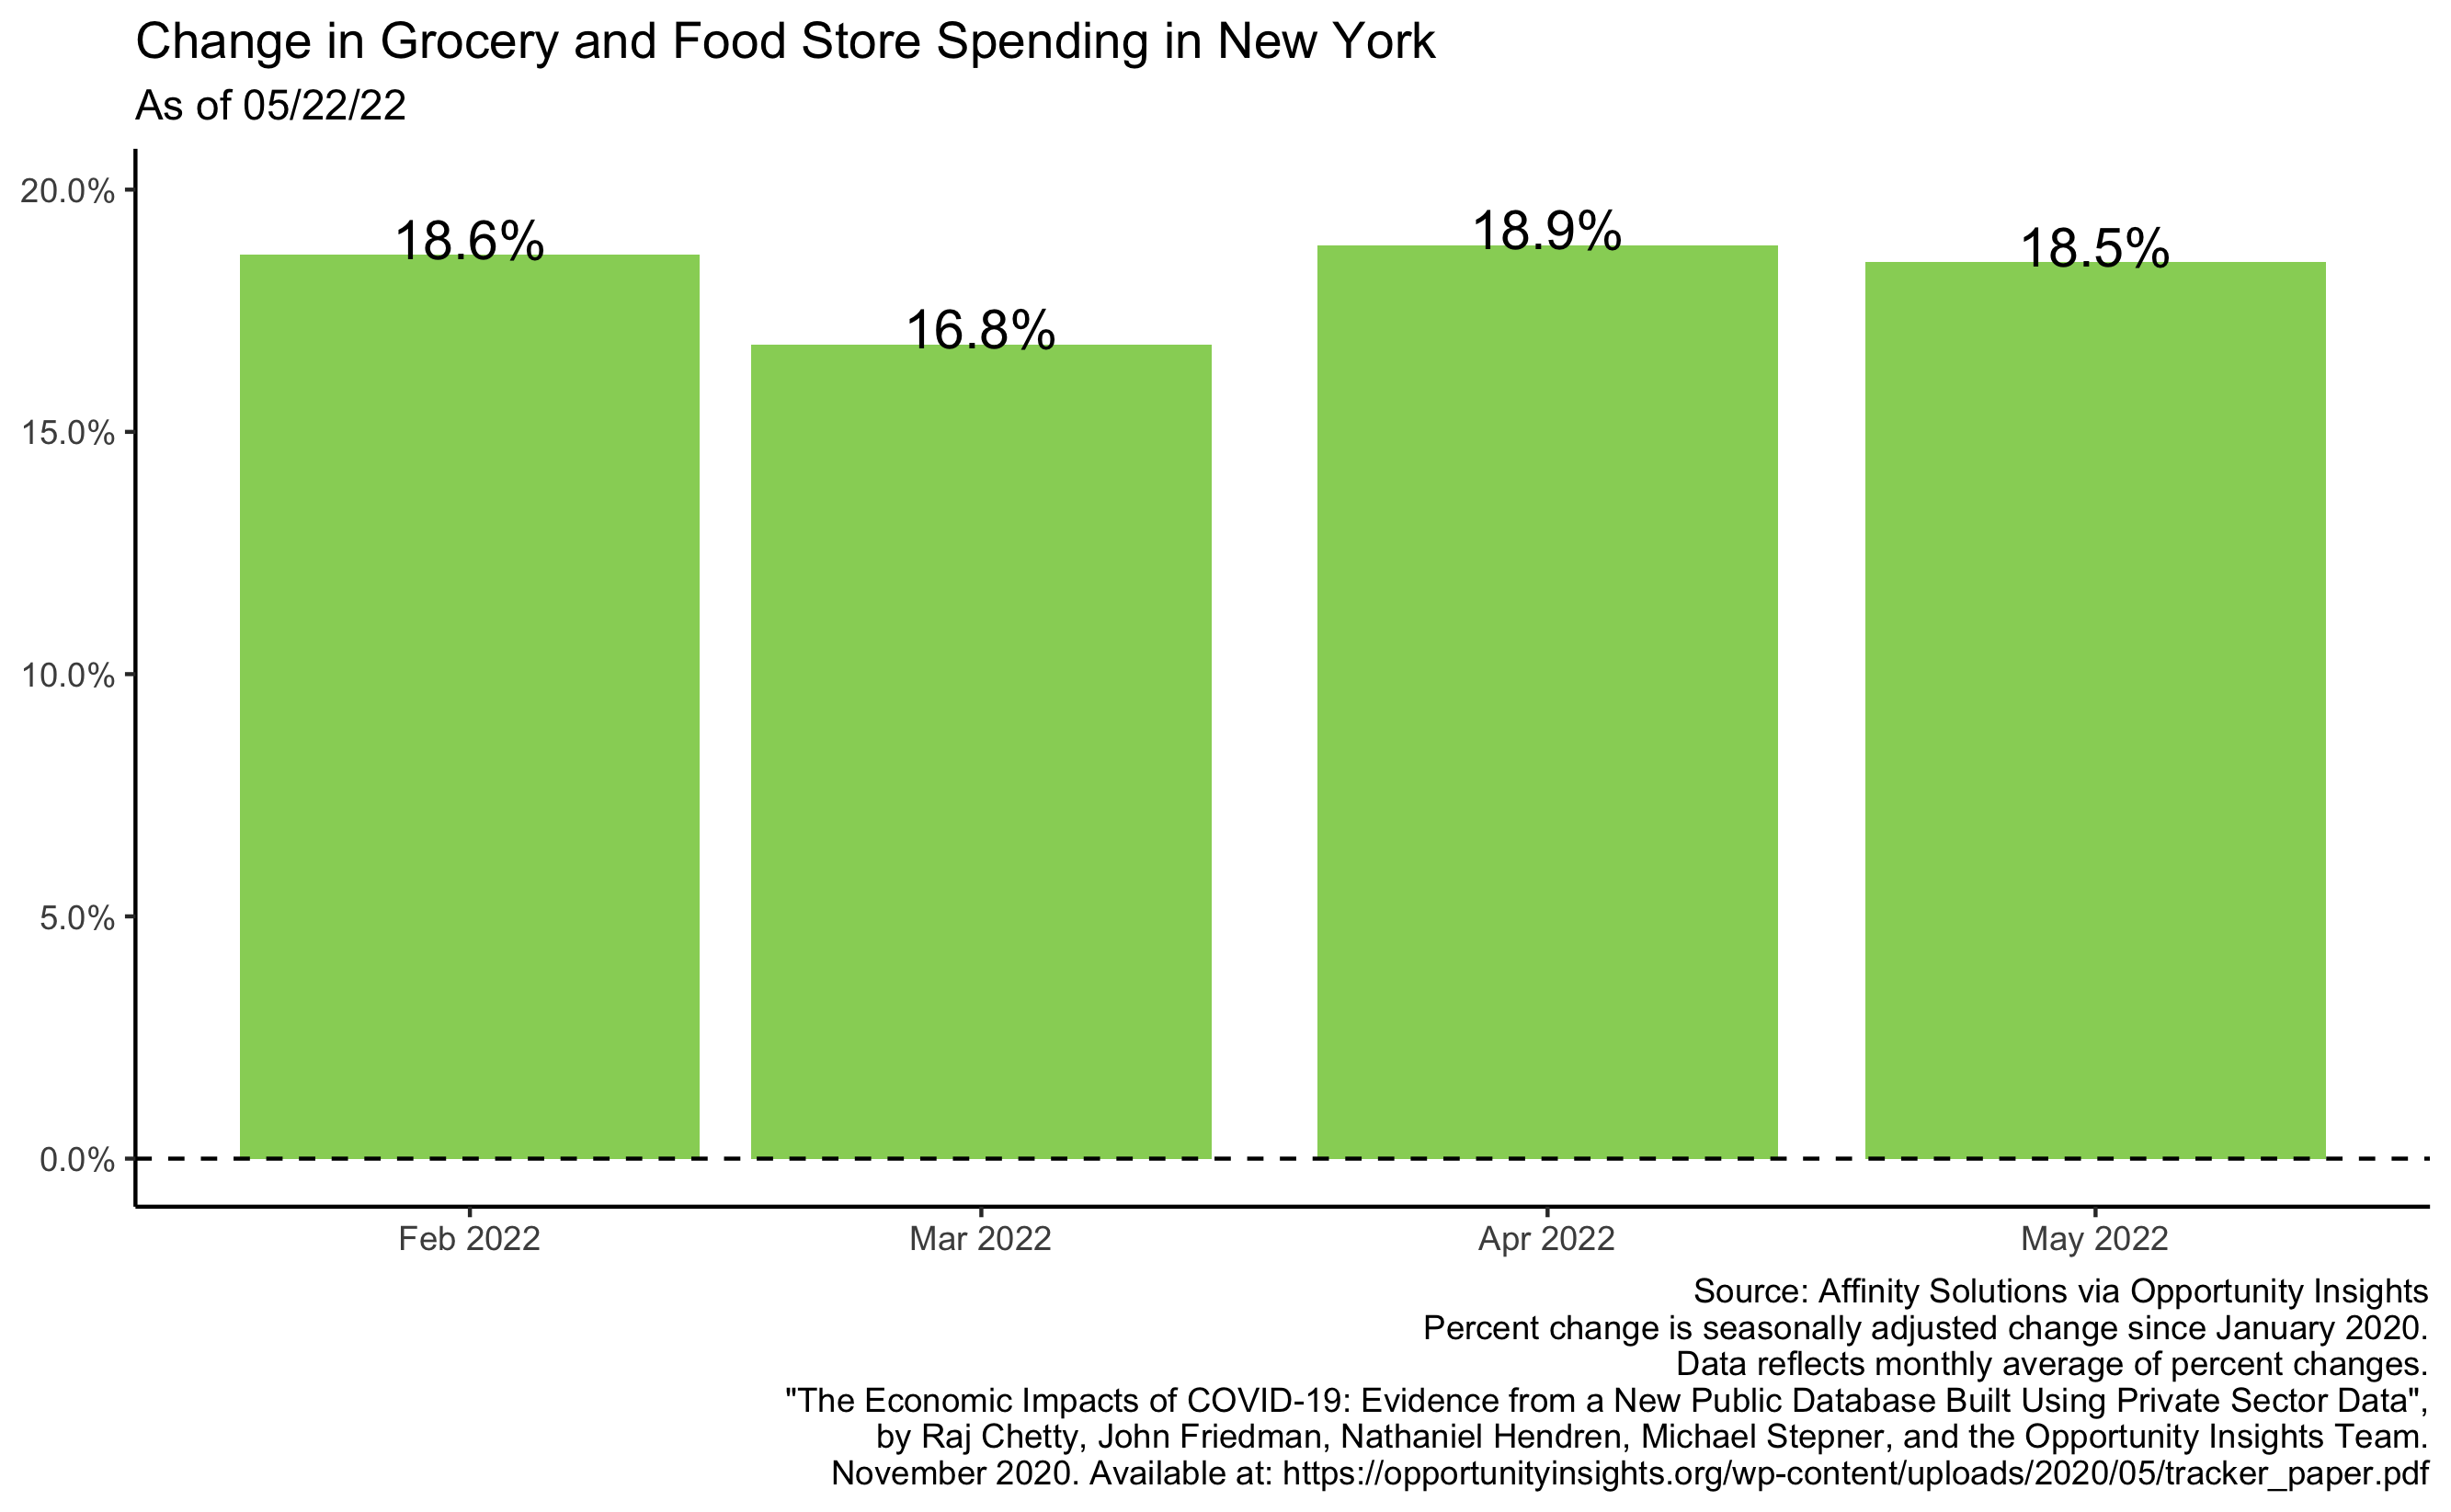 Change in Grocery and Food Store Spending in New York
As of 05/22/22
20.0%
15.0%
10.0%
5.0%
0.0%
18.6%
16.8%
18.9%
18.5%
Feb 2022
Mar 2022
Apr 2022
May 2022
Source: Affinity Solutions via Opportunity Insights
Percent change is seasonally adjusted change since January 2020.
Data reflects monthly average of percent changes.
"The Economic Impacts of COVID-19: Evidence from a New Public Database Built Using Private Sector Data",
by Raj Chetty, John Friedman, Nathaniel Hendren, Michael Stepner, and the Opportunity Insights Team.
November 2020. Available at: https://opportunityinsights.org/wp-content/uploads/2020/05/tracker_paper.pdf